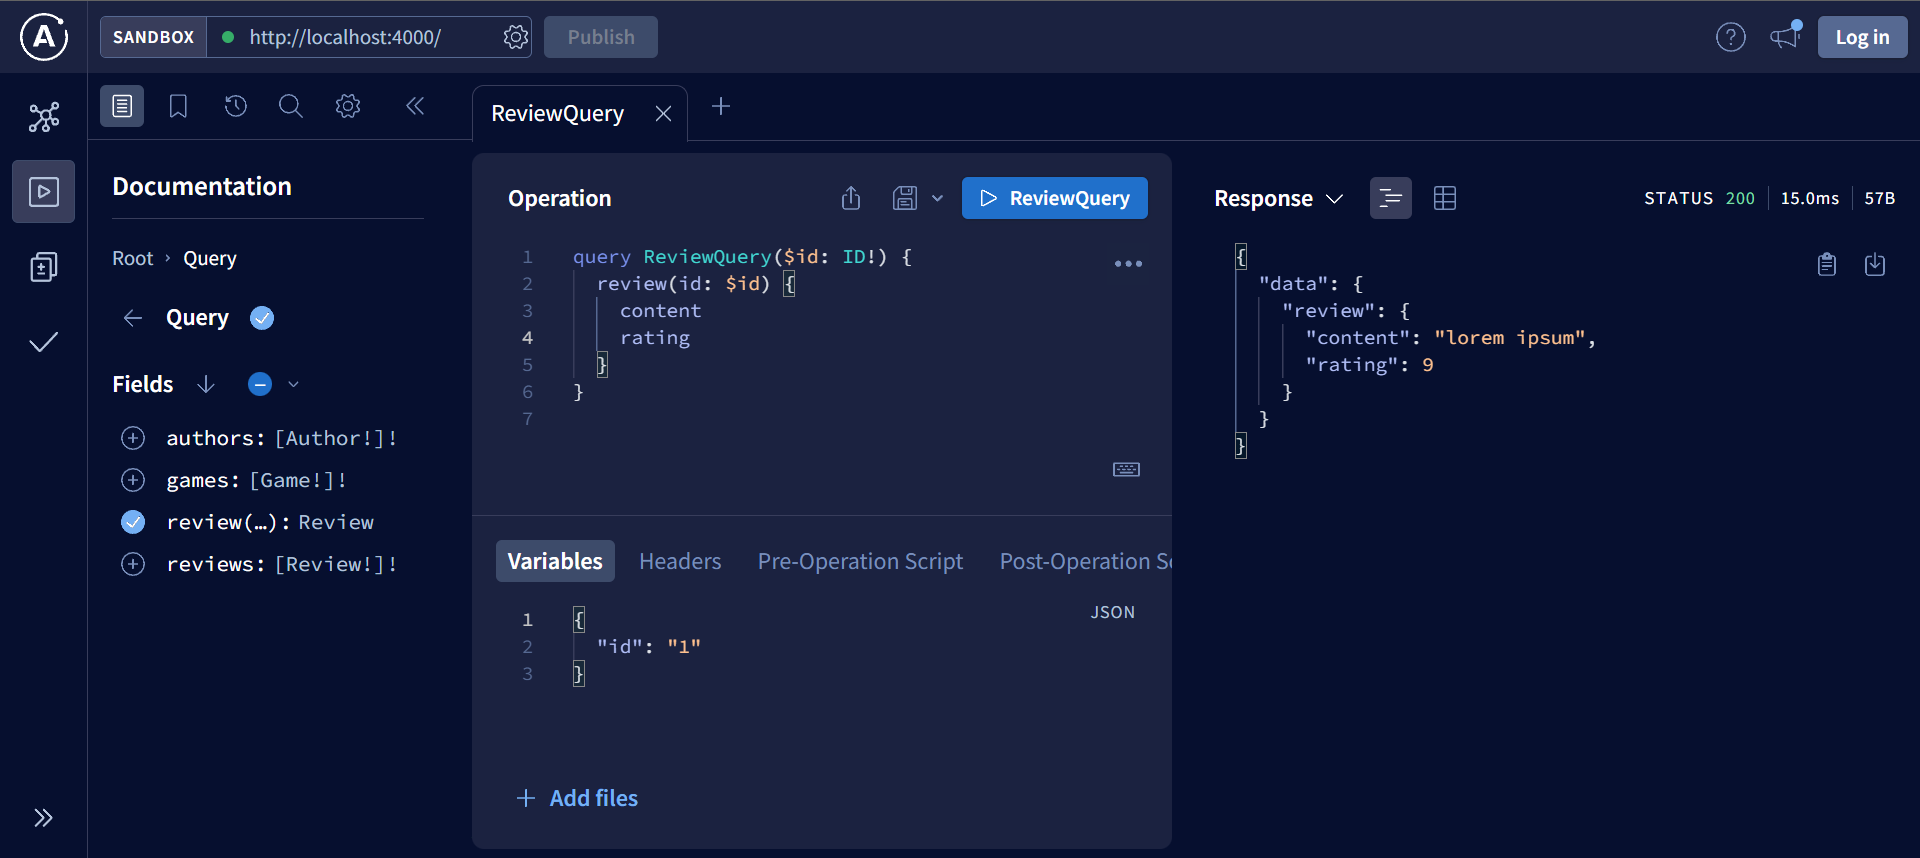 SANDBOX http://localhost:4000/ Publish Log in
Documentation
Root › Query
Query
Fields
authors: [Author!]!
games: [Game!]!
review(…): Review
reviews: [Review!]!
ReviewQuery
Operation
ReviewQuery
1 query ReviewQuery($id: ID!) {
2 review(id: $id) {
3 content
4 rating
5 }
6 }
7
Variables Headers Pre-Operation Script Post-Operation Sc
JSON
1 {
2 "id": "1"
3 }
Add files
Response STATUS 200 15.0ms 57B
{
"data": {
"review": {
"content": "lorem ipsum",
"rating": 9
}
}
}